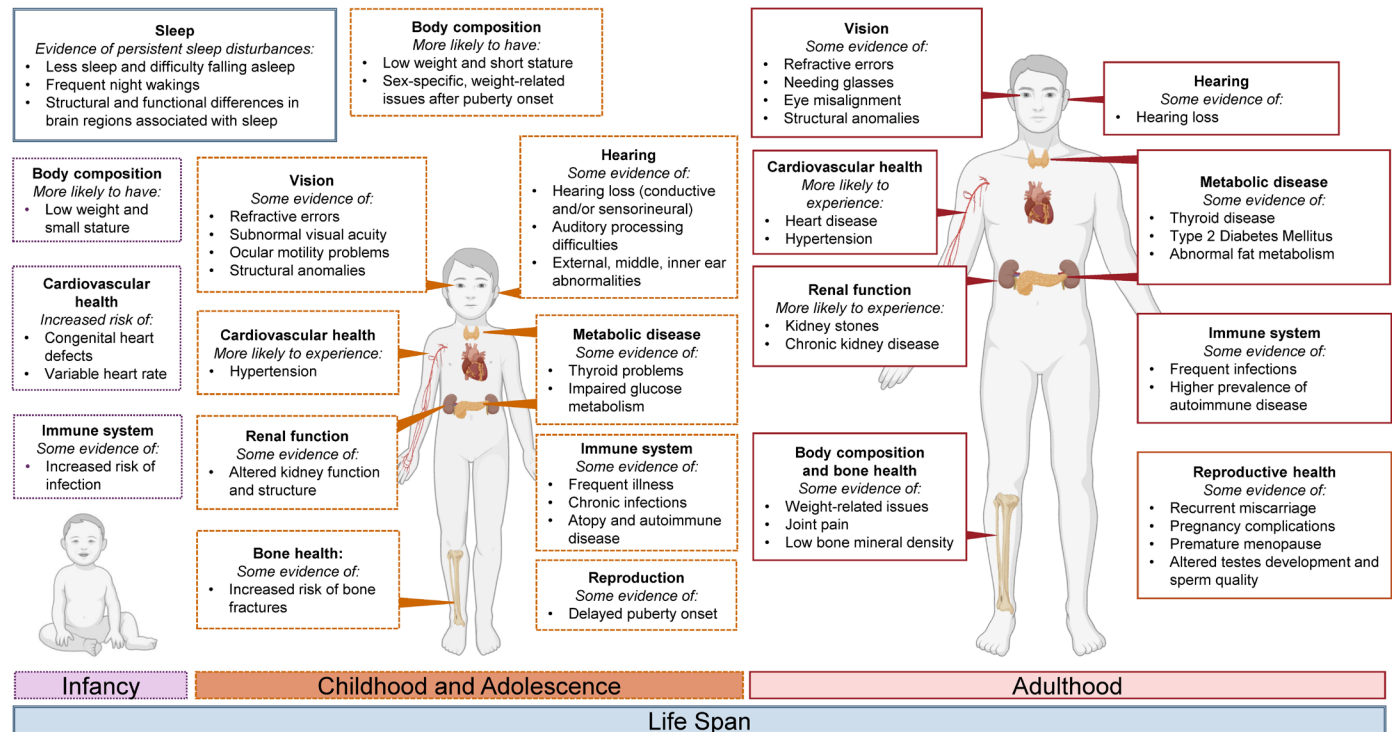 Sleep
Evidence of persistent sleep disturbances:
• Less sleep and difficulty falling asleep
• Frequent night wakings
• Structural and functional differences in
brain regions associated with sleep
Body composition
More likely to have:
• Low weight and short stature
• Sex-specific, weight-related
issues after puberty onset
Body composition
More likely to have:
• Low weight and
small stature
Cardiovascular
health
Increased risk of:
• Congenital heart
defects
• Variable heart rate
Immune system
Some evidence of:
• Increased risk of
infection
Vision
Some evidence of:
• Refractive errors
• Subnormal visual acuity
• Ocular motility problems
• Structural anomalies
Cardiovascular health
More likely to experience:
• Hypertension
Renal function
Some evidence of:
• Altered kidney function
and structure
Bone health:
Some evidence of:
• Increased risk of bone
fractures
Hearing
Some evidence of:
• Hearing loss (conductive
and/or sensorineural)
• Auditory processing
difficulties
• External, middle, inner ear
abnormalities
Metabolic disease
Some evidence of:
• Thyroid problems
• Impaired glucose
metabolism
Immune system
Some evidence of:
• Frequent illness
• Chronic infections
• Atopy and autoimmune
disease
Reproduction
Some evidence of:
• Delayed puberty onset
Vision
Some evidence of:
• Refractive errors
• Needing glasses
• Eye misalignment
• Structural anomalies
Cardiovascular health
More likely to
experience:
• Heart disease
• Hypertension
Renal function
More likely to experience:
• Kidney stones
• Chronic kidney disease
Body composition
and bone health
Some evidence of:
• Weight-related issues
• Joint pain
• Low bone mineral density
Hearing
Some evidence of:
• Hearing loss
Metabolic disease
Some evidence of:
• Thyroid disease
• Type 2 Diabetes Mellitus
• Abnormal fat metabolism
Immune system
Some evidence of:
• Frequent infections
• Higher prevalence of
autoimmune disease
Reproductive health
Some evidence of:
• Recurrent miscarriage
• Pregnancy complications
• Premature menopause
• Altered testes development and
sperm quality
Infancy
Childhood and Adolescence
Adulthood
Life Span